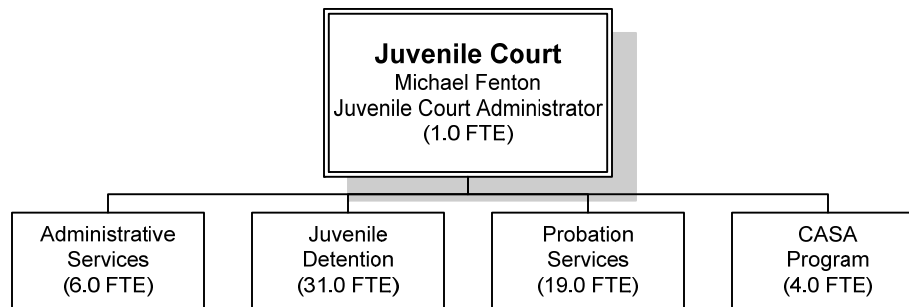 Juvenile Court
Michael Fenton
Juvenile Court Administrator
(1.0 FTE)
Administrative
Services
(6.0 FTE)
Juvenile
Detention
(31.0 FTE)
Probation
Services
(19.0 FTE)
CASA
Program
(4.0 FTE)